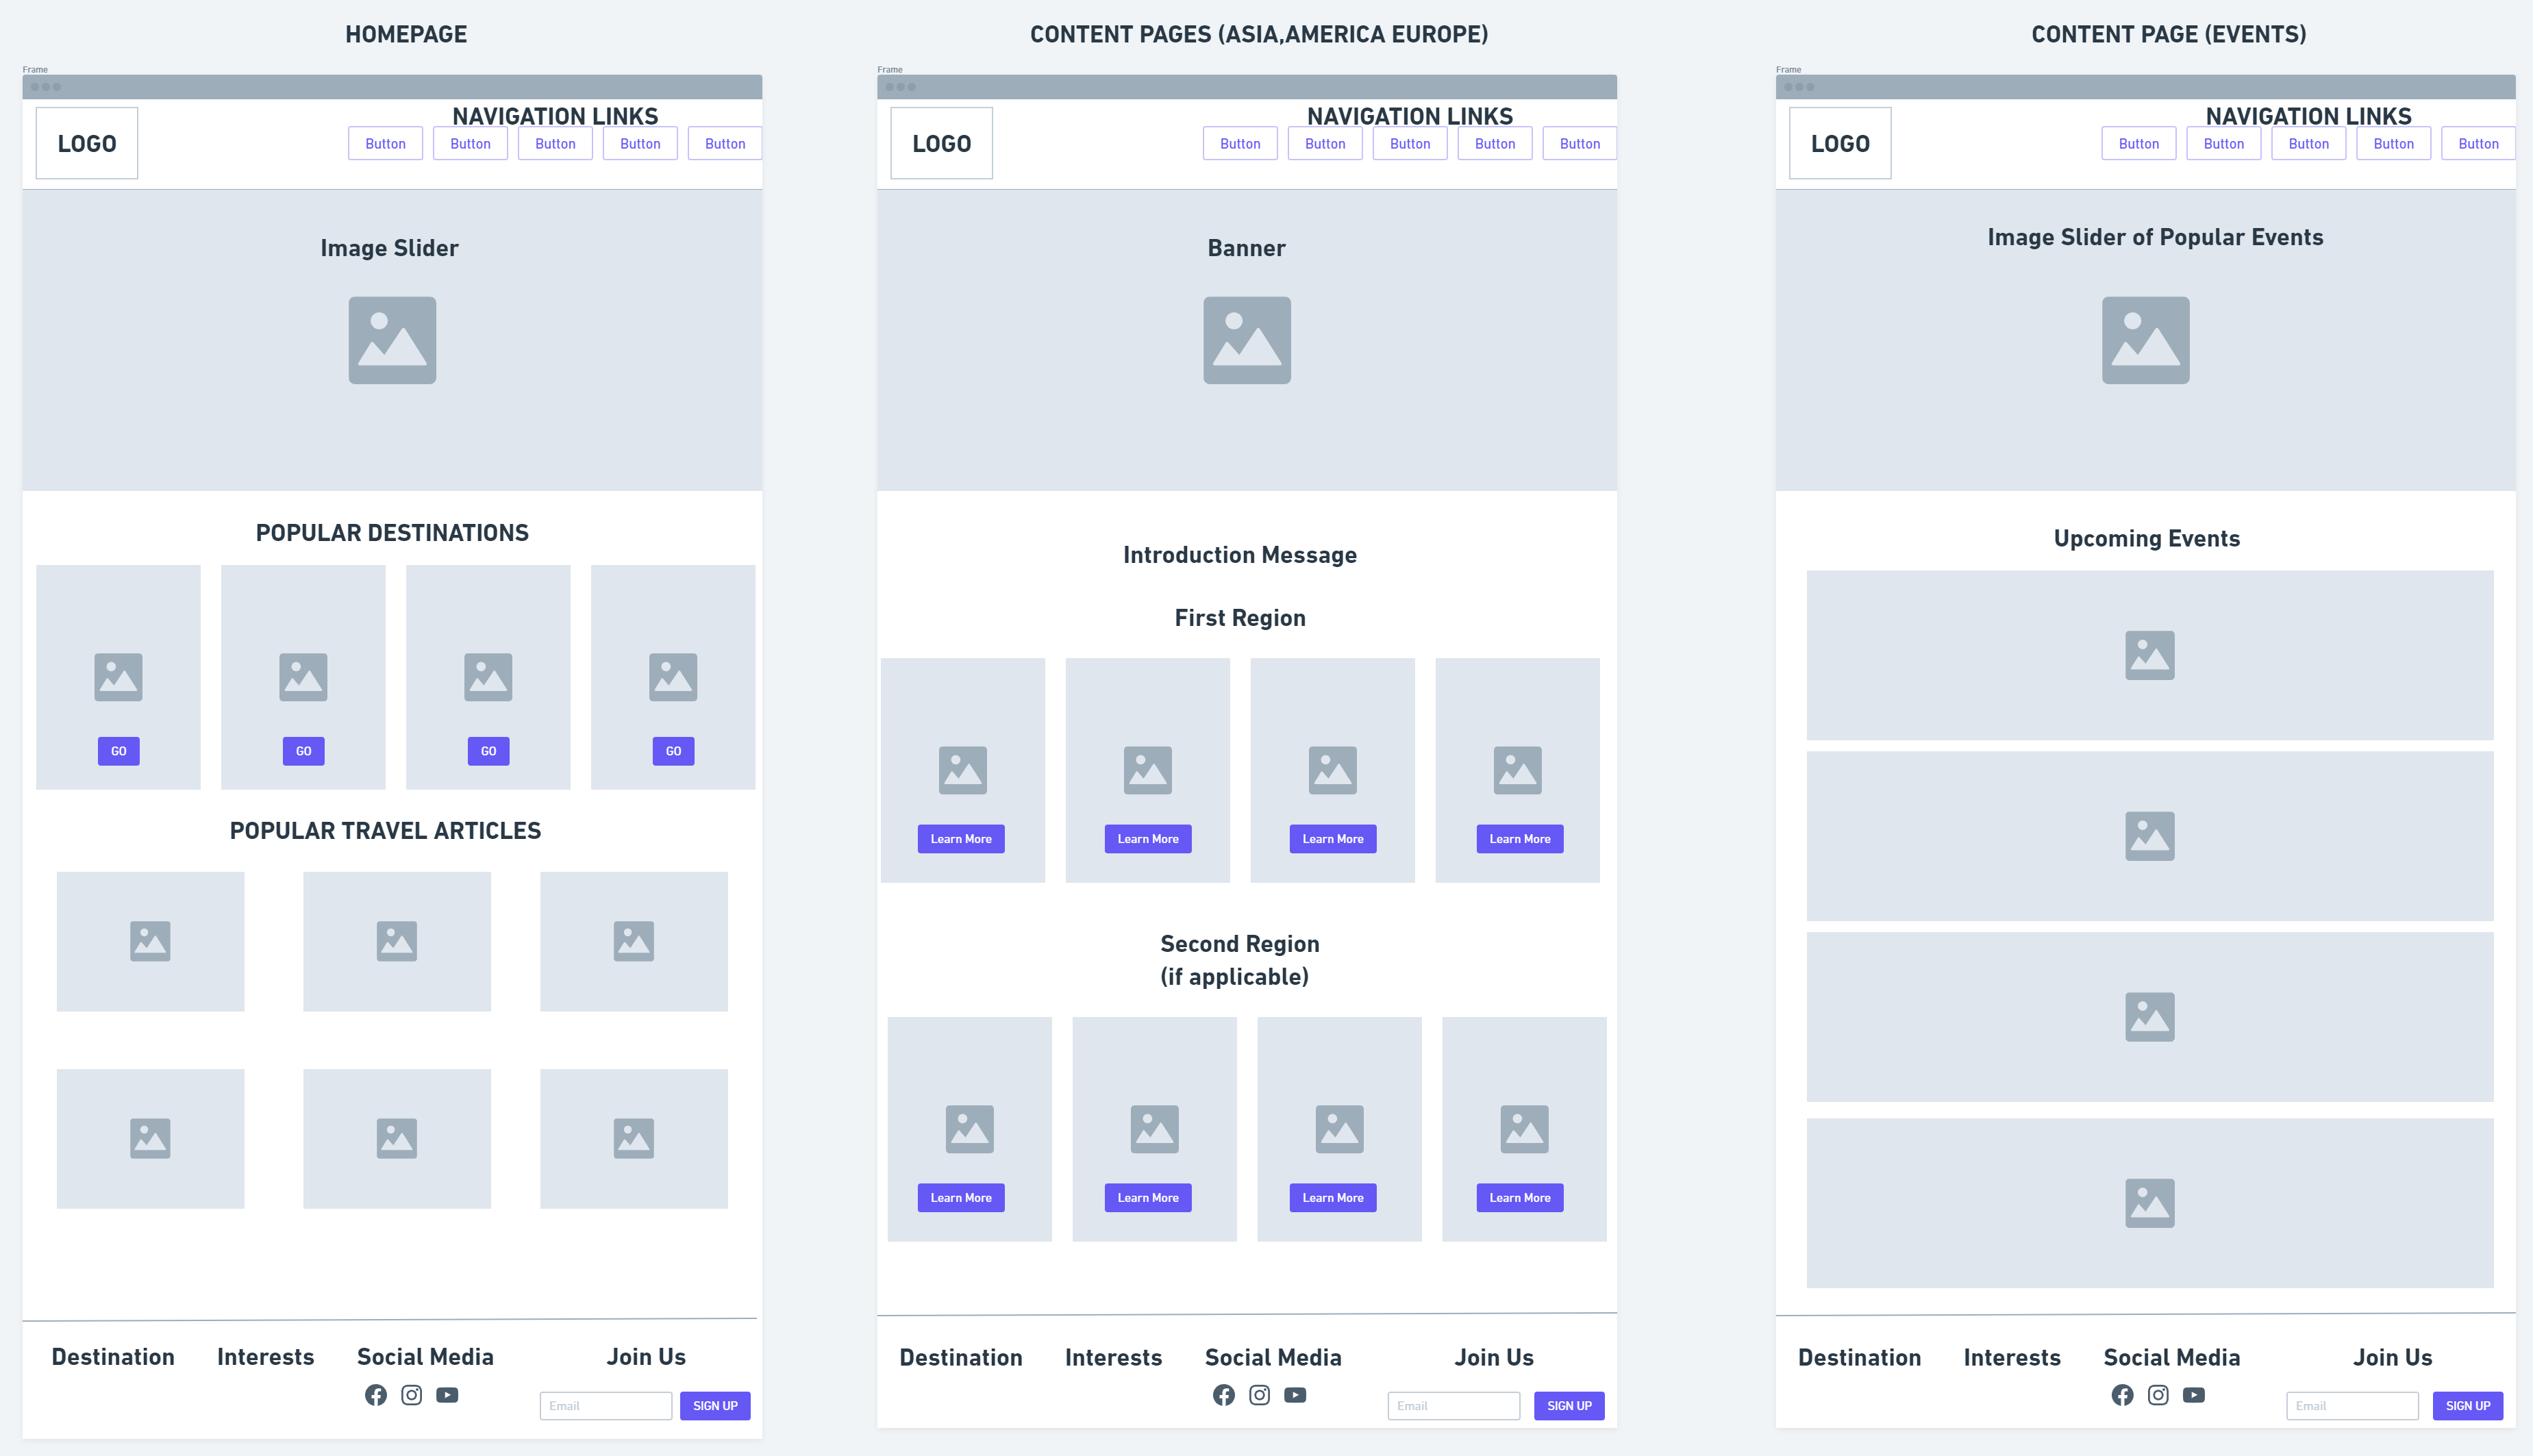 HOMEPAGE
Frame
LOGO
NAVIGATION LINKS
Button Button Button Button Button
Image Slider
POPULAR DESTINATIONS
GO GO GO GO
POPULAR TRAVEL ARTICLES
Destination Interests Social Media Join Us
Email SIGN UP
CONTENT PAGES (ASIA,AMERICA EUROPE)
Frame
LOGO
NAVIGATION LINKS
Button Button Button Button Button
Banner
Introduction Message
First Region
Learn More Learn More Learn More Learn More
Second Region
(if applicable)
Learn More Learn More Learn More Learn More
Destination Interests Social Media Join Us
Email SIGN UP
CONTENT PAGE (EVENTS)
Frame
LOGO
NAVIGATION LINKS
Button Button Button Button Button
Image Slider of Popular Events
Upcoming Events
Destination Interests Social Media Join Us
Email SIGN UP